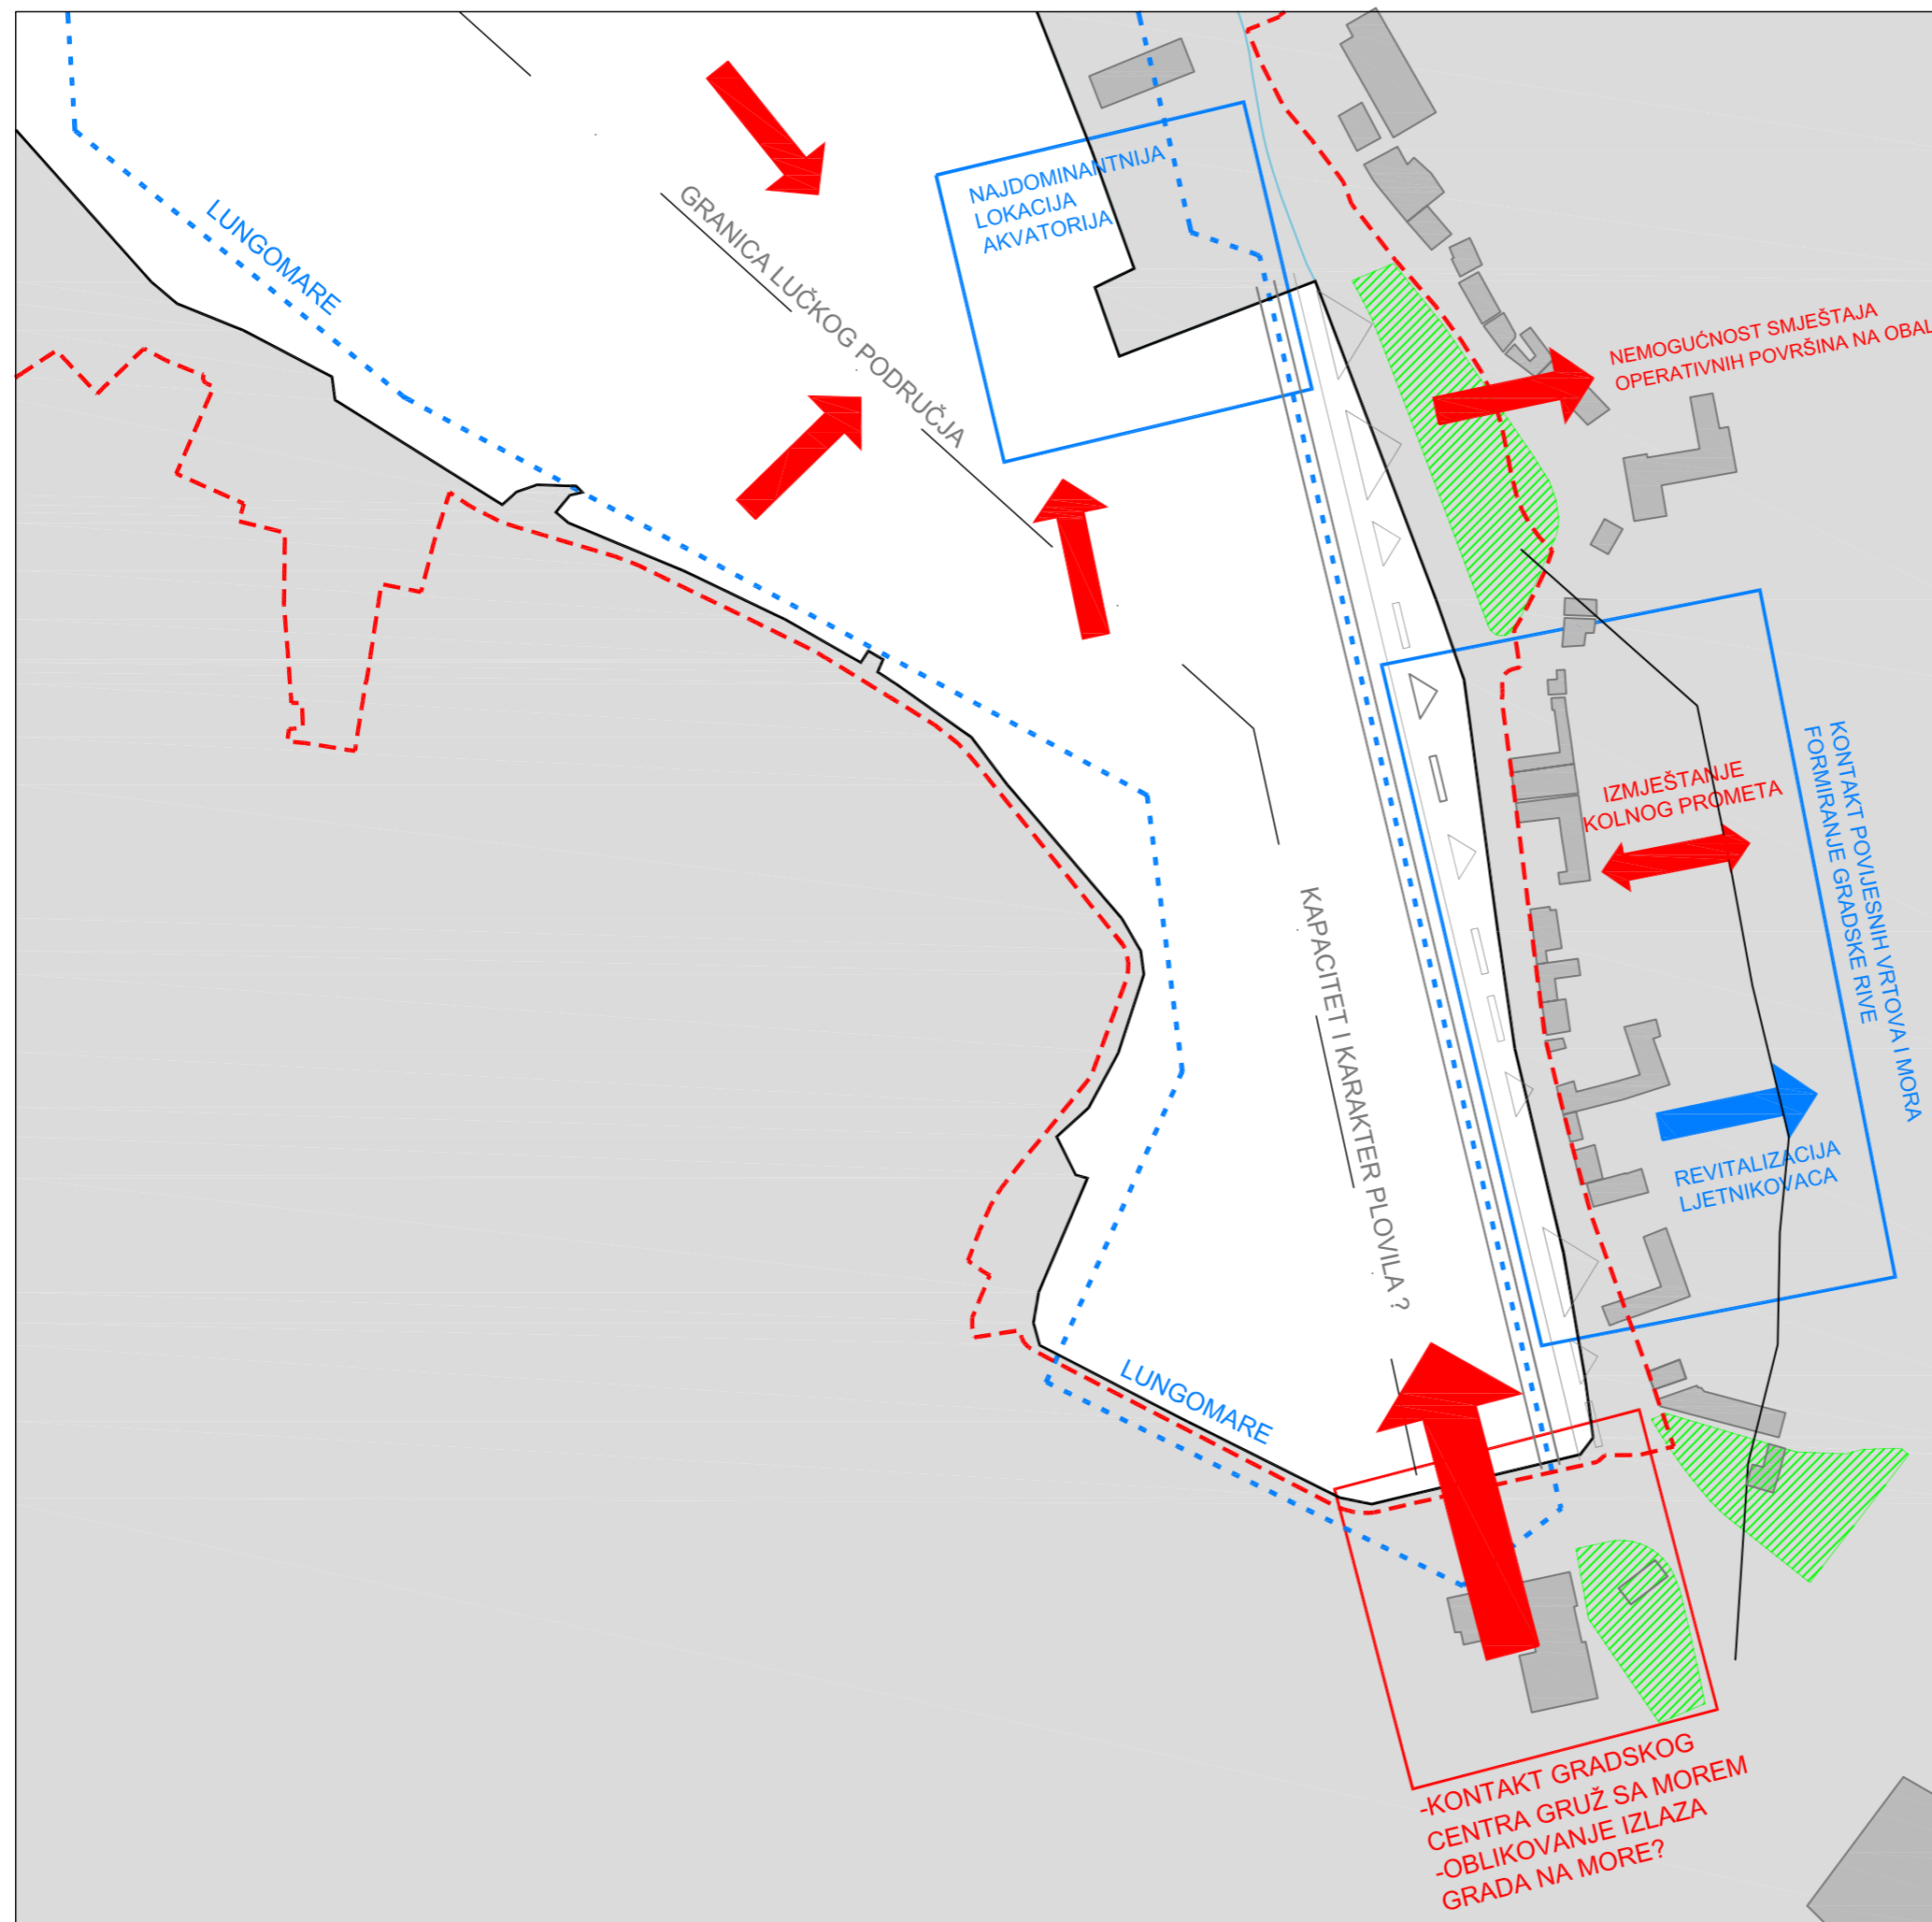 LUNGOMARE
GRANICA LUČKOG PODRUČJA
NAJDOMINANTNIJA
LOKACIJA
AKVATORIJA
NEMOGUĆNOST SMJEŠTAJA
OPERATIVNIH POVRŠINA NA
IZMJEŠTANJE
KOLNOG PROMETA
KONTAKT POVIJESNIH VRTOVA I MORA
FORMIRANJE GRADSKE RIVE
KAPACITET I KARAKTER PLOVILA ?
REVITALIZACIJA
LJETNIKOVACA
LUNGOMARE
-KONTAKT GRADSKOG
CENTRA GRUŽ SA MOREM
-OBLIKOVANJE IZLAZA
GRADA NA MORE?